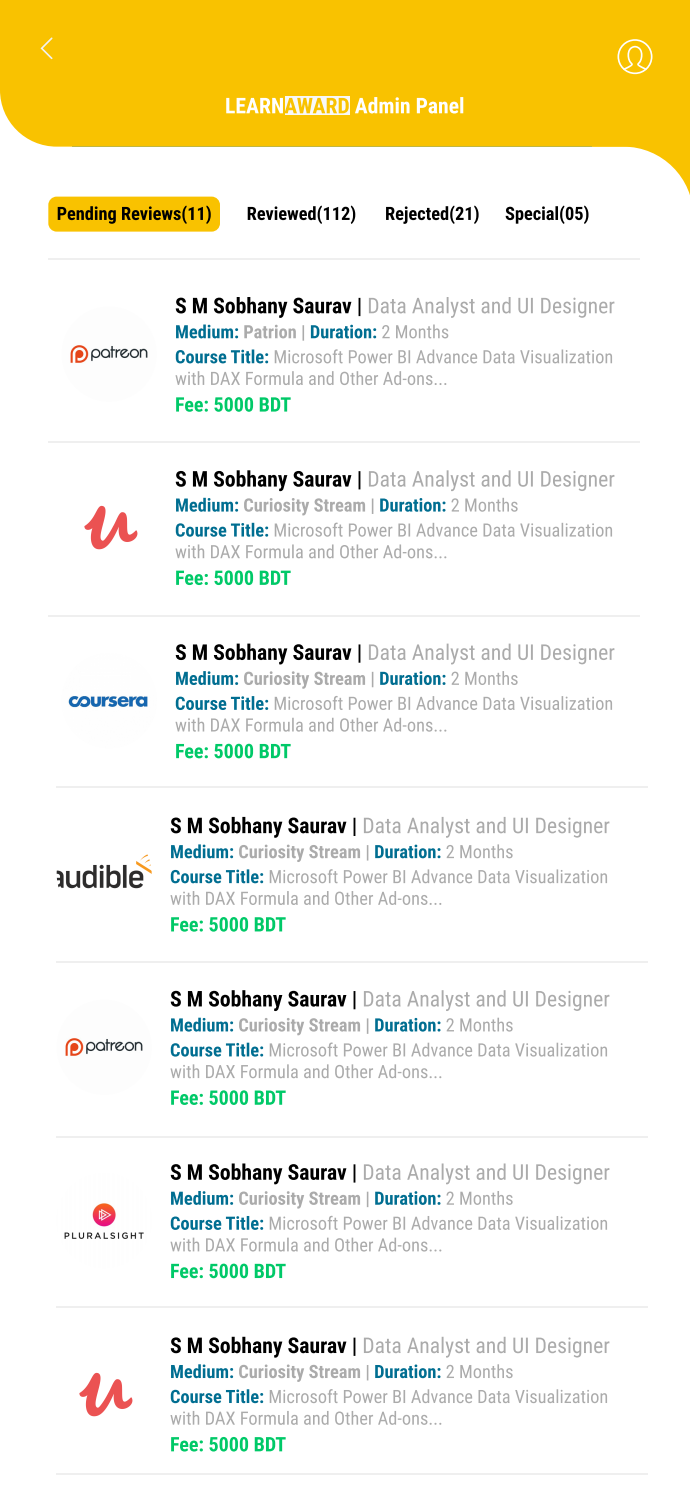 LEARNAWARD Admin Panel
Pending Reviews(11) Reviewed(112) Rejected(21) Special(05)
patreon
S M Sobhany Saurav | Data Analyst and UI Designer
Medium: Patrion | Duration: 2 Months
Course Title: Microsoft Power BI Advance Data Visualization
with DAX Formula and Other Ad-ons...
Fee: 5000 BDT
u
S M Sobhany Saurav | Data Analyst and UI Designer
Medium: Curiosity Stream | Duration: 2 Months
Course Title: Microsoft Power BI Advance Data Visualization
with DAX Formula and Other Ad-ons...
Fee: 5000 BDT
coursera
S M Sobhany Saurav | Data Analyst and UI Designer
Medium: Curiosity Stream | Duration: 2 Months
Course Title: Microsoft Power BI Advance Data Visualization
with DAX Formula and Other Ad-ons...
Fee: 5000 BDT
audible
S M Sobhany Saurav | Data Analyst and UI Designer
Medium: Curiosity Stream | Duration: 2 Months
Course Title: Microsoft Power BI Advance Data Visualization
with DAX Formula and Other Ad-ons...
Fee: 5000 BDT
patreon
S M Sobhany Saurav | Data Analyst and UI Designer
Medium: Curiosity Stream | Duration: 2 Months
Course Title: Microsoft Power BI Advance Data Visualization
with DAX Formula and Other Ad-ons...
Fee: 5000 BDT
PLURALSIGHT
S M Sobhany Saurav | Data Analyst and UI Designer
Medium: Curiosity Stream | Duration: 2 Months
Course Title: Microsoft Power BI Advance Data Visualization
with DAX Formula and Other Ad-ons...
Fee: 5000 BDT
u
S M Sobhany Saurav | Data Analyst and UI Designer
Medium: Curiosity Stream | Duration: 2 Months
Course Title: Microsoft Power BI Advance Data Visualization
with DAX Formula and Other Ad-ons...
Fee: 5000 BDT